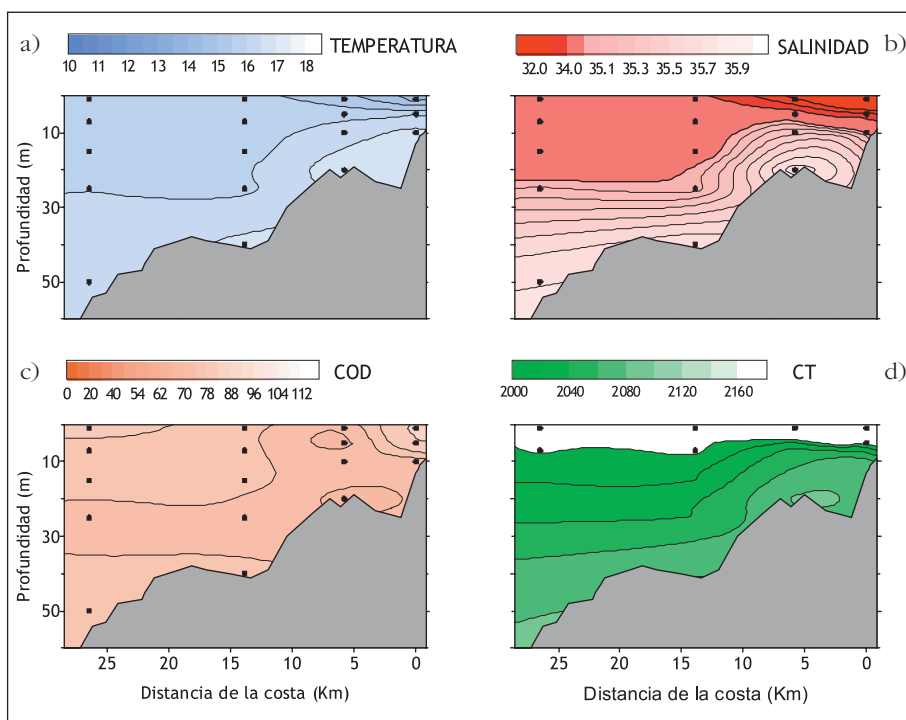 a)
TEMPERATURA
10 11 12 13 14 15 16 17 18
b)
SALINIDAD
32.0 34.0 35.1 35.3 35.5 35.7 35.9
Profundidad (m)
10
30
50
c)
COD
0 20 40 54 62 70 78 88 96 104 112
d)
CT
2000 2040 2080 2120 2160
Profundidad (m)
10
30
50
25 20 15 10 5 0
Distancia de la costa (Km)
25 20 15 10 5 0
Distancia de la costa (Km)